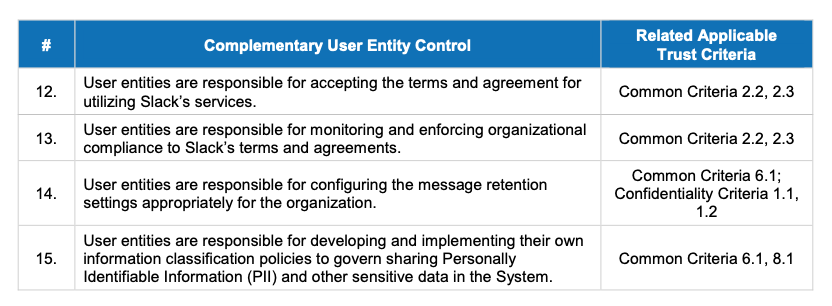 # Complementary User Entity Control Related Applicable
Trust Criteria
12. User entities are responsible for accepting the terms and agreement for
utilizing Slack's services. Common Criteria 2.2, 2.3
13. User entities are responsible for monitoring and enforcing organizational
compliance to Slack's terms and agreements. Common Criteria 2.2, 2.3
14. User entities are responsible for configuring the message retention
settings appropriately for the organization. Common Criteria 6.1;
Confidentiality Criteria 1.1,
1.2
15. User entities are responsible for developing and implementing their own
information classification policies to govern sharing Personally
Identifiable Information (PII) and other sensitive data in the System. Common Criteria 6.1, 8.1